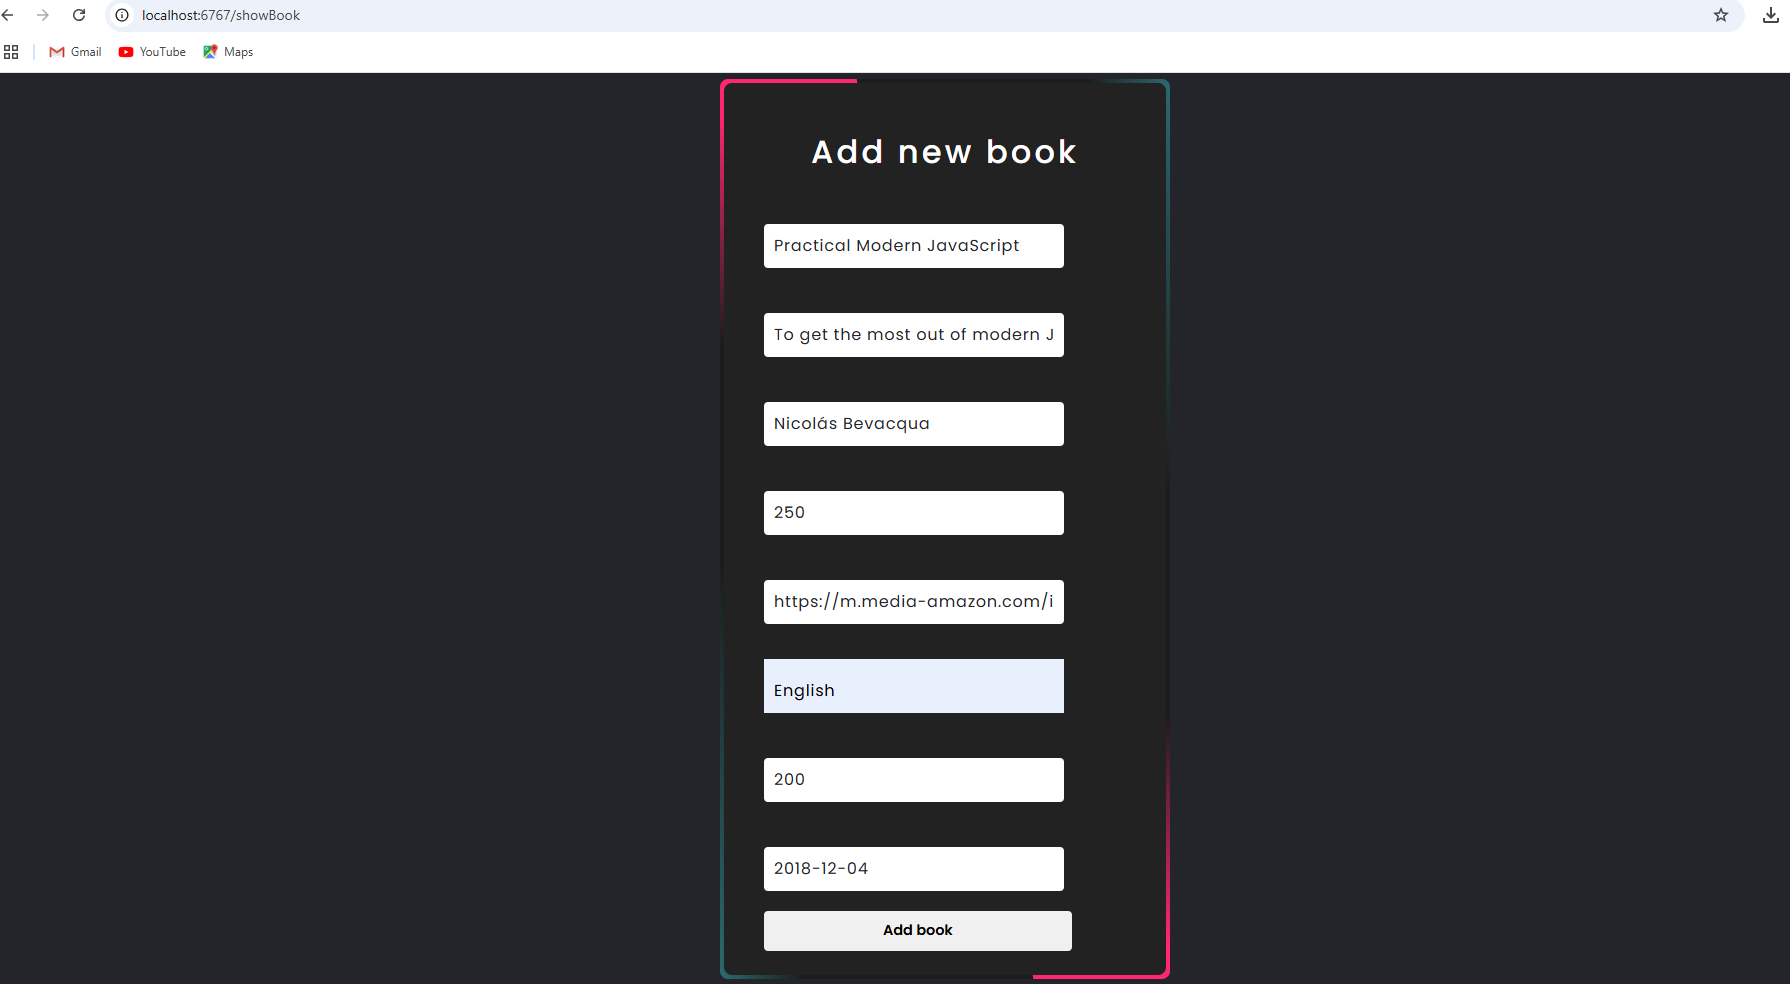 localhost:6767/showBook
Gmail YouTube Maps
Add new book
Practical Modern JavaScript
To get the most out of modern J
Nicolás Bevacqua
250
https://m.media-amazon.com/i
English
200
2018-12-04
Add book